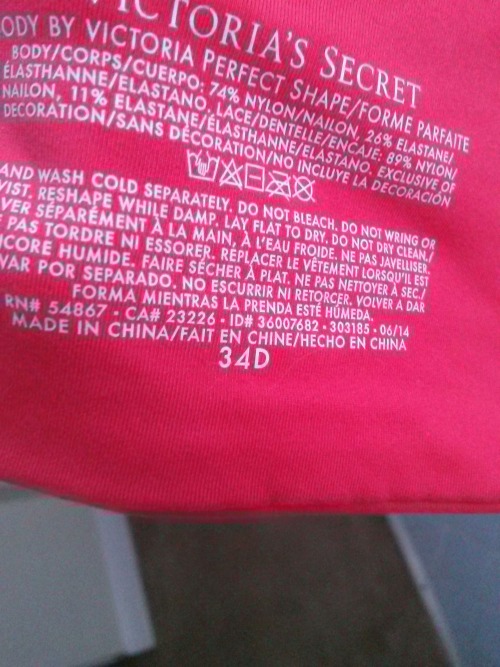 VICTORIA'S SECRET
BODY BY VICTORIA PERFECT SHAPE/FORME PARFAITE
BODY/CORPS/CUERPO: 74% NYLON/NAILON, 26% ELASTANE/
ÉLASTHANNE/ELASTANO. LACE/DENTELLE/ENCAJE: 89% NYLON/
NAILON, 11% ELASTANE/ÉLASTHANNE/ELASTANO, EXCLUSIVE OF
DECORATION/SANS DÉCORATION/NO INCLUYE LA DECORACIÓN
HAND WASH COLD SEPARATELY. DO NOT BLEACH. DO NOT WRING OR
TWIST. RESHAPE WHILE DAMP. LAY FLAT TO DRY. DO NOT DRY CLEAN./
LAVER SÉPARÉMENT À LA MAIN, À L'EAU FROIDE. NE PAS JAVELLISER.
NE PAS TORDRE NI ESSORER. RÉPLACER LE VÊTEMENT LORSQU'IL EST
ENCORE HUMIDE. FAIRE SÉCHER À PLAT. NE PAS NETTOYER À SEC./
LAVAR POR SEPARADO. NO ESCURRIR NI RETORCER. VOLVER A DAR
FORMA MIENTRAS LA PRENDA ESTÉ HÚMEDA.
RN# 54867 - CA# 23226 - ID# 36007682 - 303185 - 06/14
MADE IN CHINA/FAIT EN CHINE/HECHO EN CHINA
34D